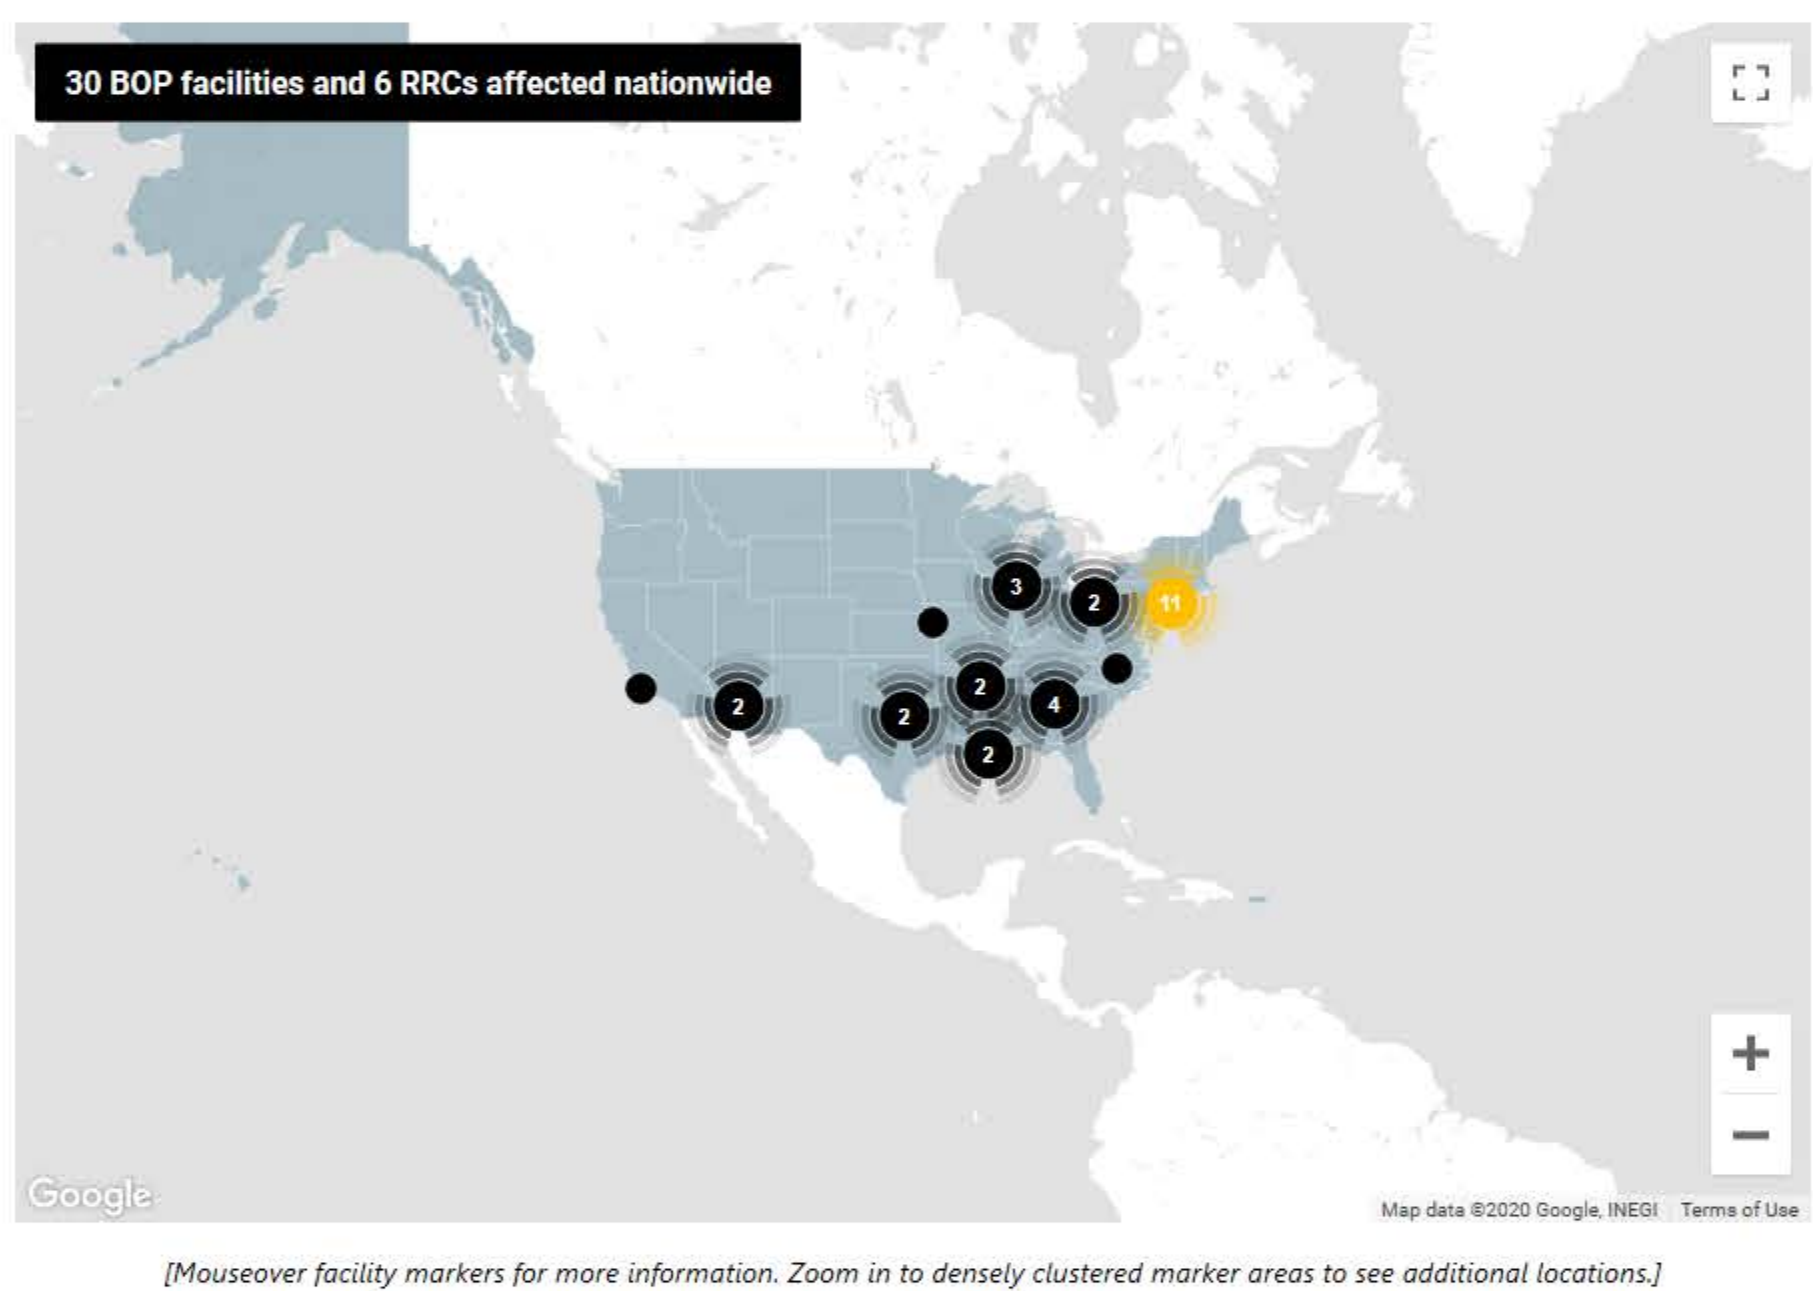 30 BOP facilities and 6 RRCs affected nationwide
3
2
11
2
2
2
4
2
+
−
Google
Map data ©2020 Google, INEGI Terms of Use
[Mouseover facility markers for more information. Zoom in to densely clustered marker areas to see additional locations.]